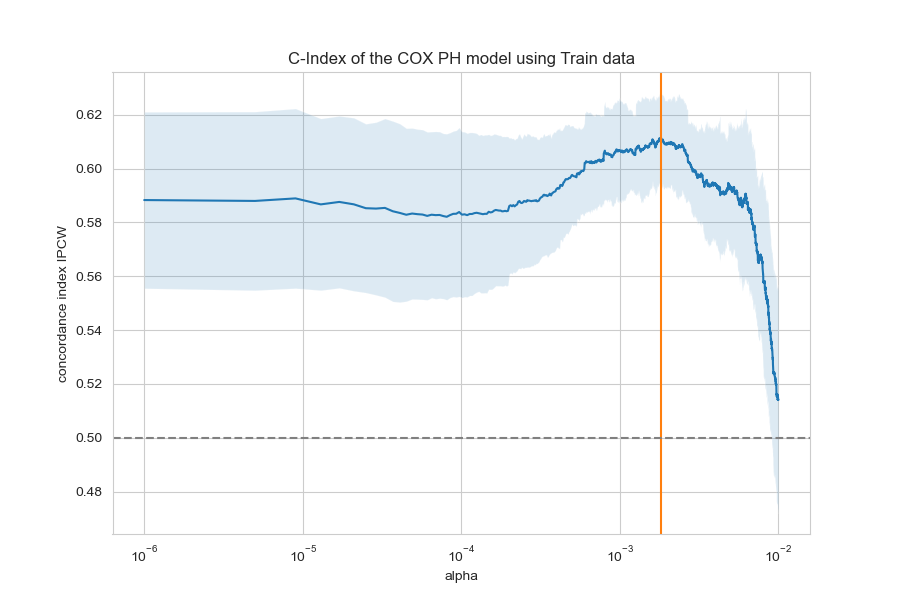 C-Index of the COX PH model using Train data
concordance index IPCW
0.62
0.60
0.58
0.56
0.54
0.52
0.50
0.48
10⁻⁶ 10⁻⁵ 10⁻⁴ 10⁻³ 10⁻²
alpha